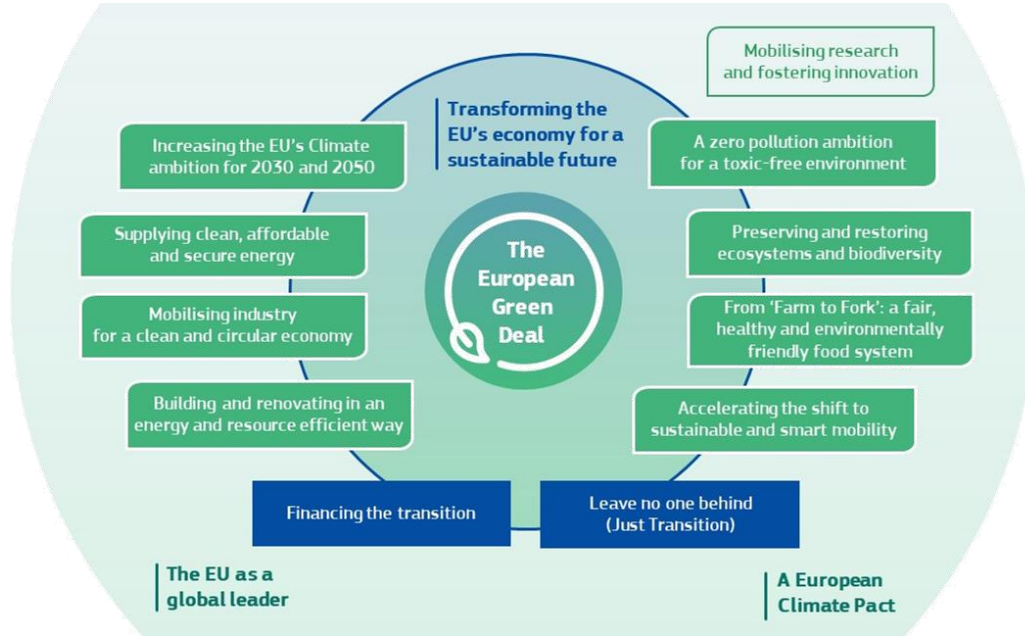 Mobilising research
and fostering innovation
Transforming the
EU's economy for a
sustainable future
Increasing the EU's Climate
ambition for 2030 and 2050
A zero pollution ambition
for a toxic-free environment
Supplying clean, affordable
and secure energy
The
European
Green
Deal
Preserving and restoring
ecosystems and biodiversity
Mobilising industry
for a clean and circular economy
From ‘Farm to Fork’: a fair,
healthy and environmentally
friendly food system
Building and renovating in an
energy and resource efficient way
Accelerating the shift to
sustainable and smart mobility
Financing the transition
Leave no one behind
(Just Transition)
The EU as a
global leader
A European
Climate Pact